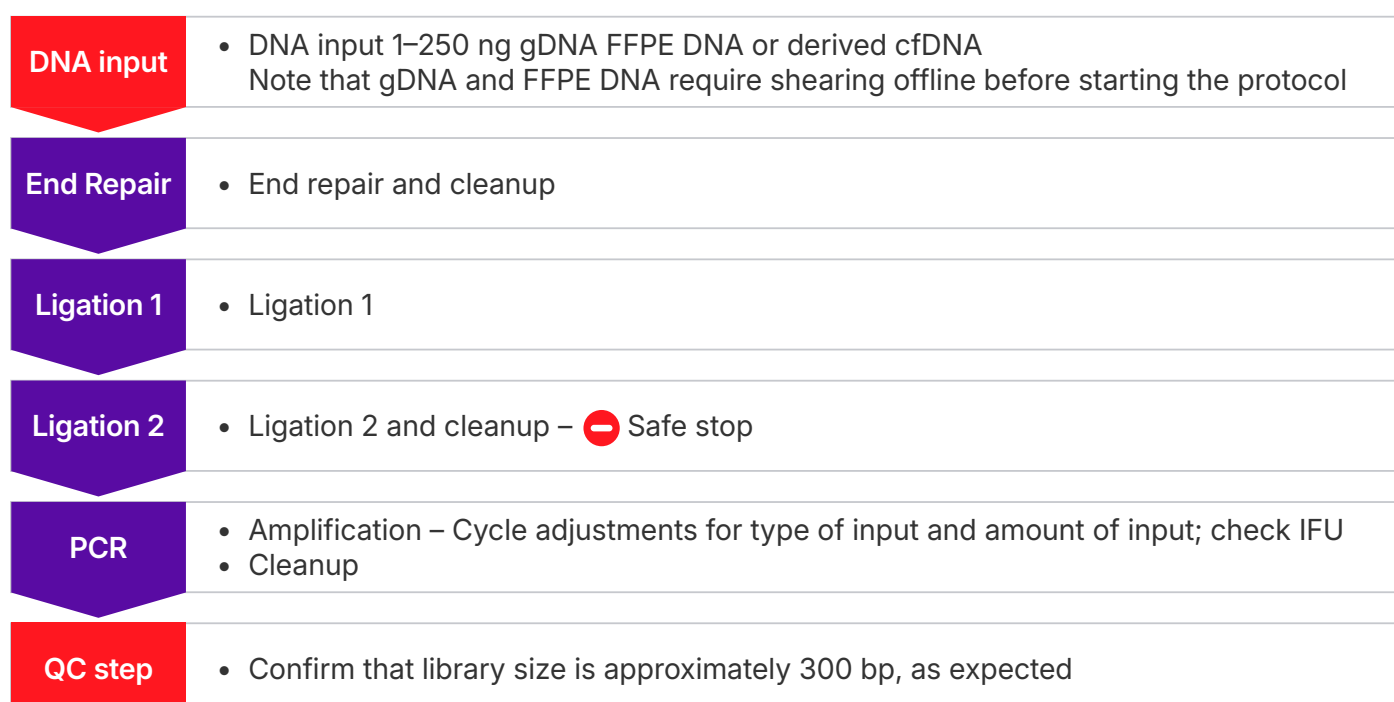 DNA input
• DNA input 1–250 ng gDNA FFPE DNA or derived cfDNA
Note that gDNA and FFPE DNA require shearing offline before starting the protocol
End Repair
• End repair and cleanup
Ligation 1
• Ligation 1
Ligation 2
• Ligation 2 and cleanup – Safe stop
PCR
• Amplification – Cycle adjustments for type of input and amount of input; check IFU
• Cleanup
QC step
• Confirm that library size is approximately 300 bp, as expected